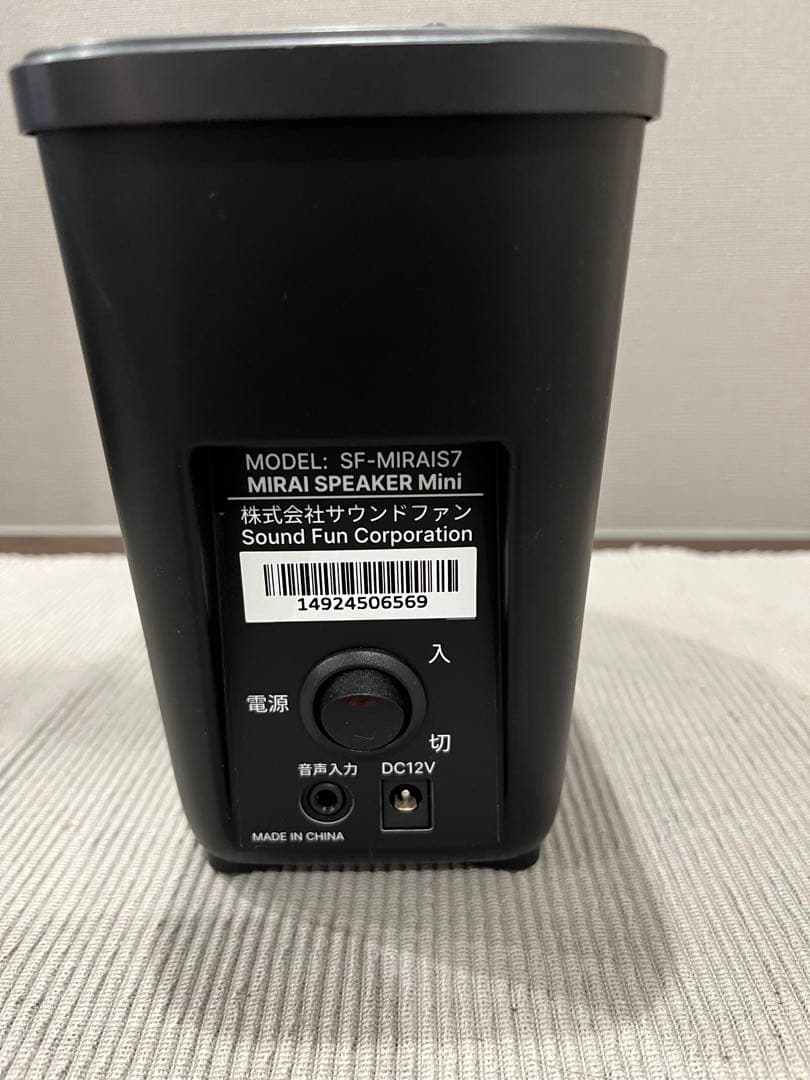 MODEL: SF-MIRAIS7
MIRAI SPEAKER Mini
株式会社サウンドファン
Sound Fun Corporation
14924506569
入
電源
切
音声入力 DC12V
MADE IN CHINA